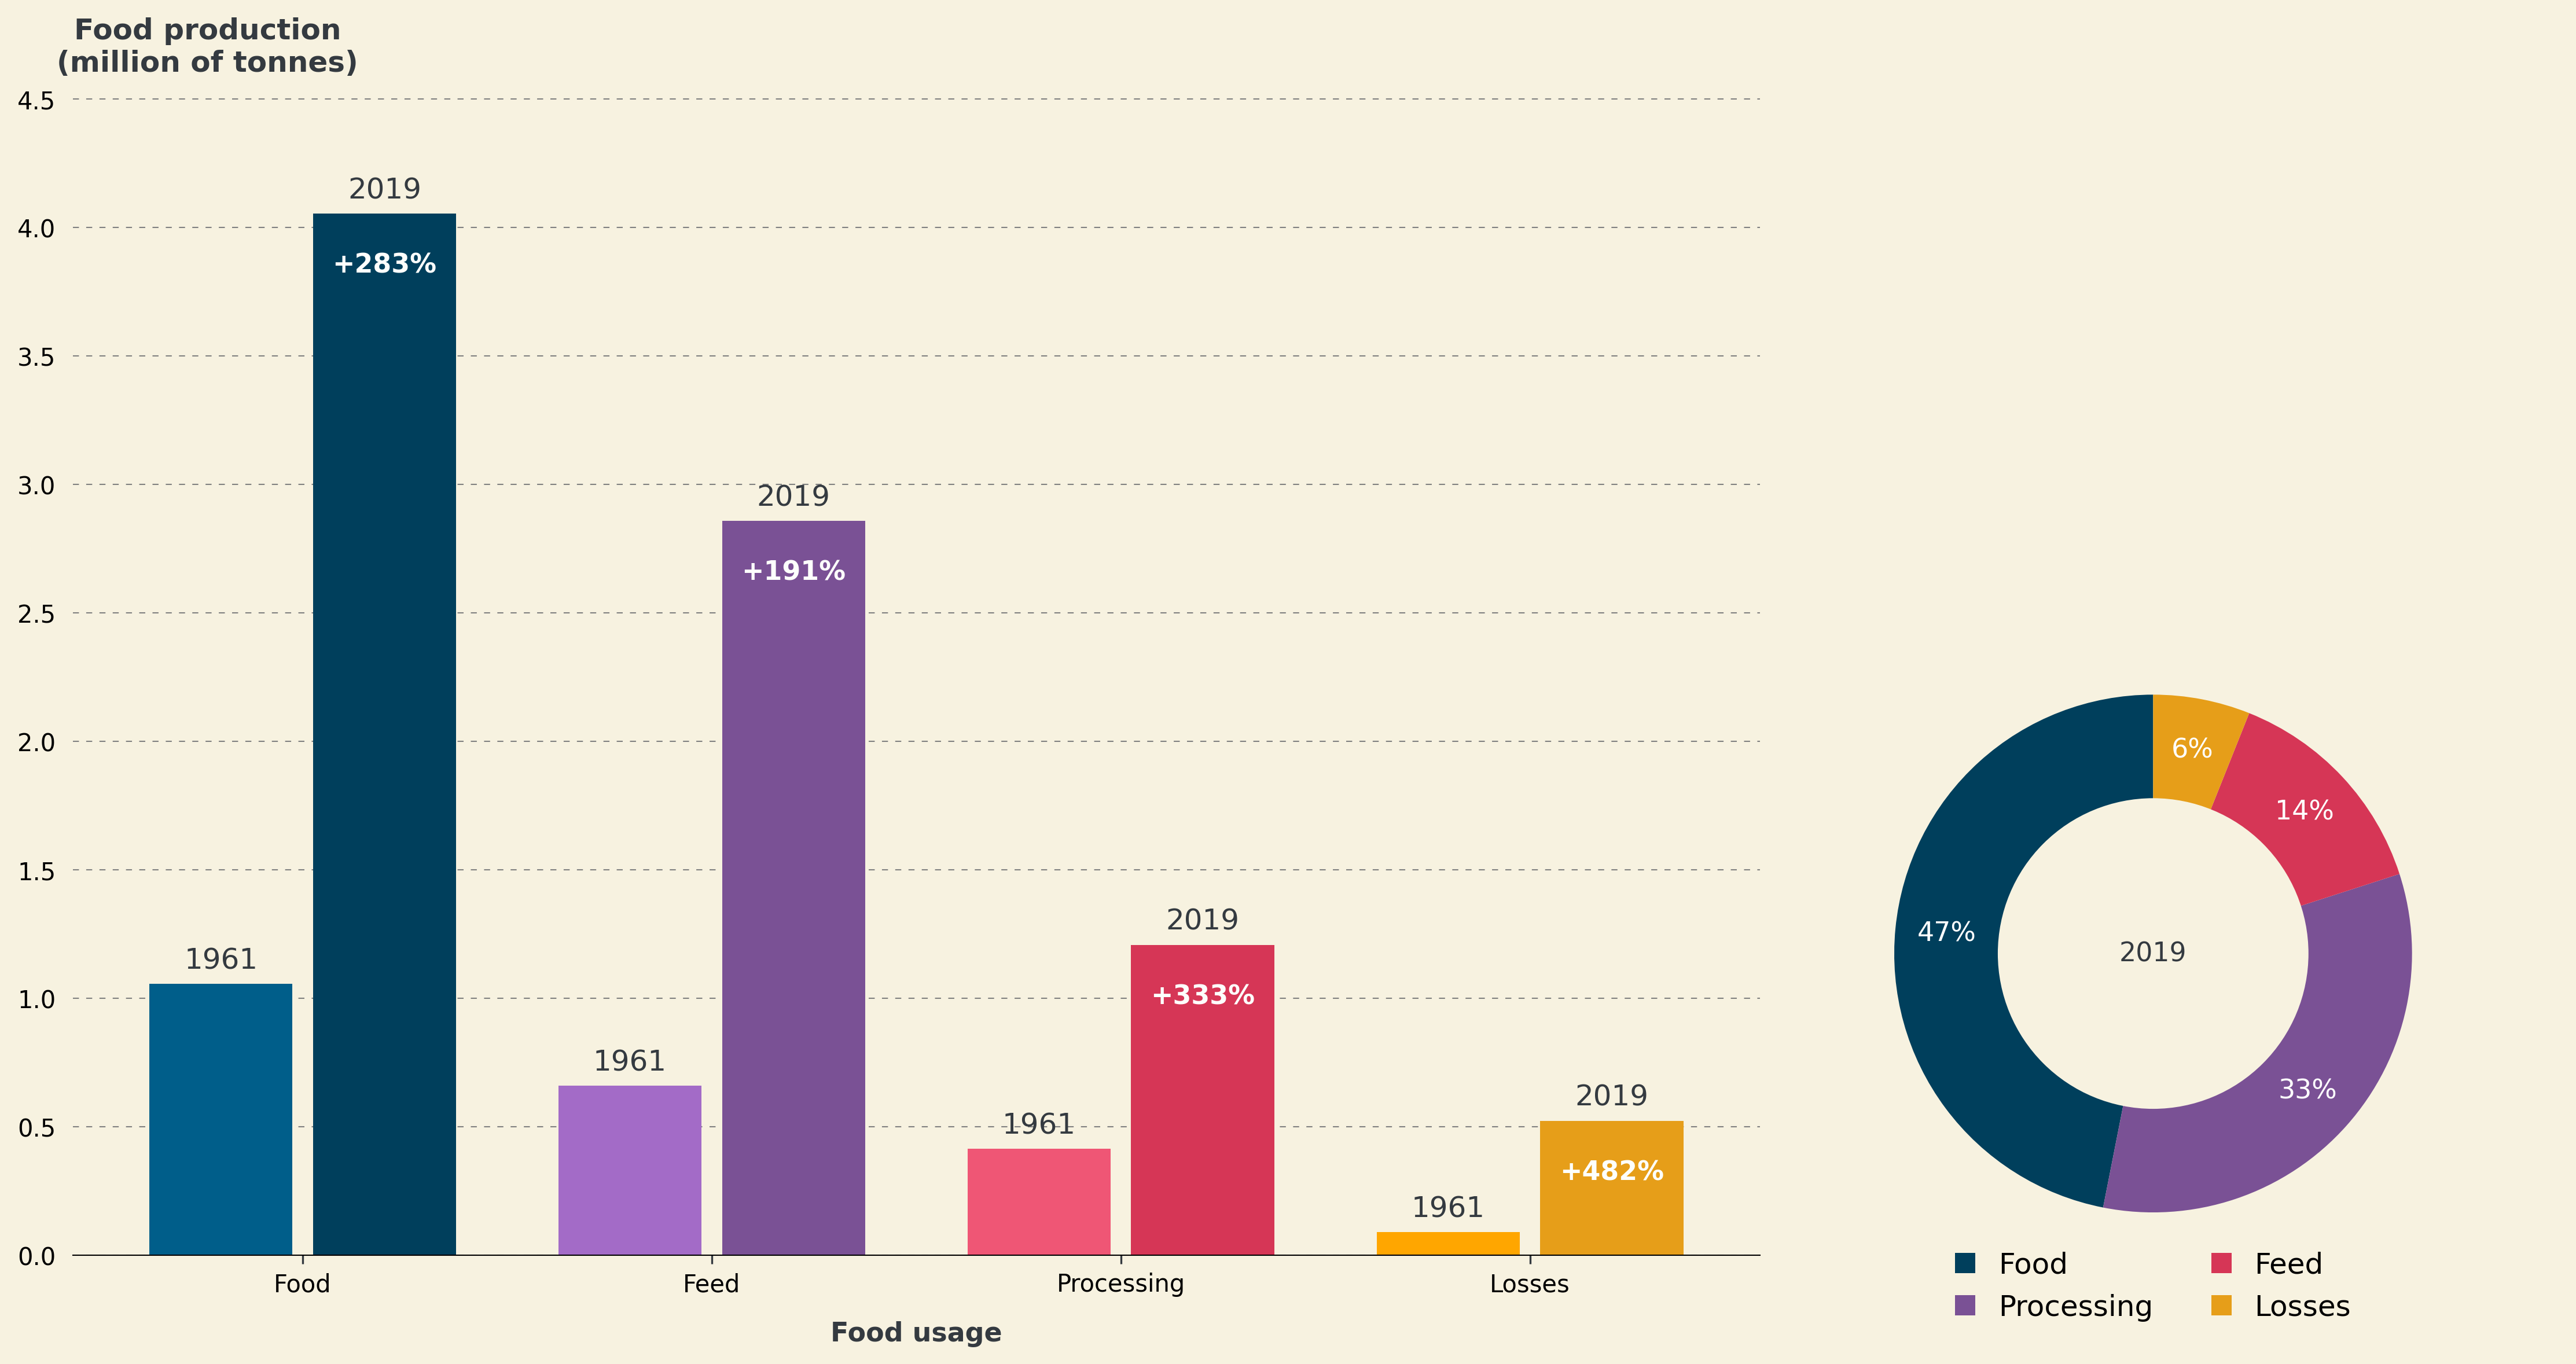 Food production
(million of tonnes)
4.5
4.0
3.5
3.0
2.5
2.0
1.5
1.0
0.5
0.0
1961
2019
+283%
1961
2019
+191%
1961
2019
+333%
1961
2019
+482%
Food
Feed
Processing
Losses
Food usage
6%
14%
47%
2019
33%
Food
Feed
Processing
Losses